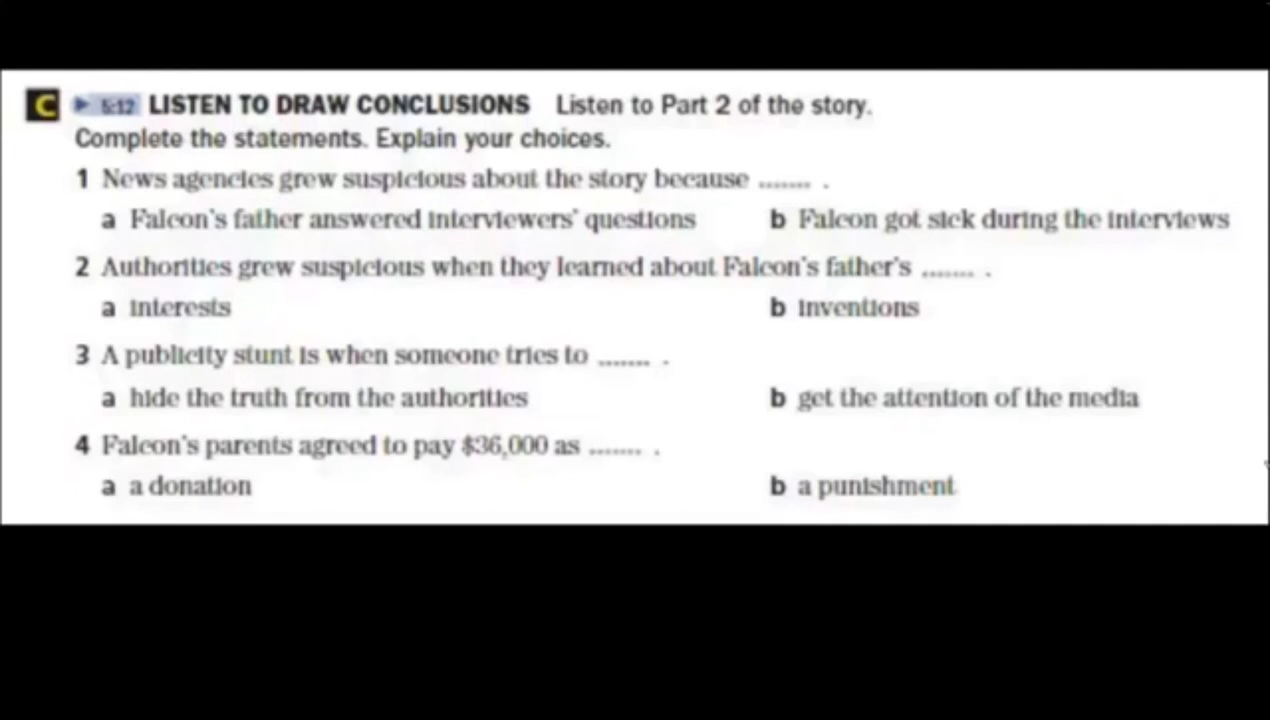 C ▶ 5:12 LISTEN TO DRAW CONCLUSIONS Listen to Part 2 of the story.
Complete the statements. Explain your choices.
1 News agencies grew suspicious about the story because ....... .
a Falcon's father answered interviewers' questions b Falcon got sick during the interviews
2 Authorities grew suspicious when they learned about Falcon's father's ....... .
a interests b inventions
3 A publicity stunt is when someone tries to ....... .
a hide the truth from the authorities b get the attention of the media
4 Falcon's parents agreed to pay $36,000 as ....... .
a a donation b a punishment